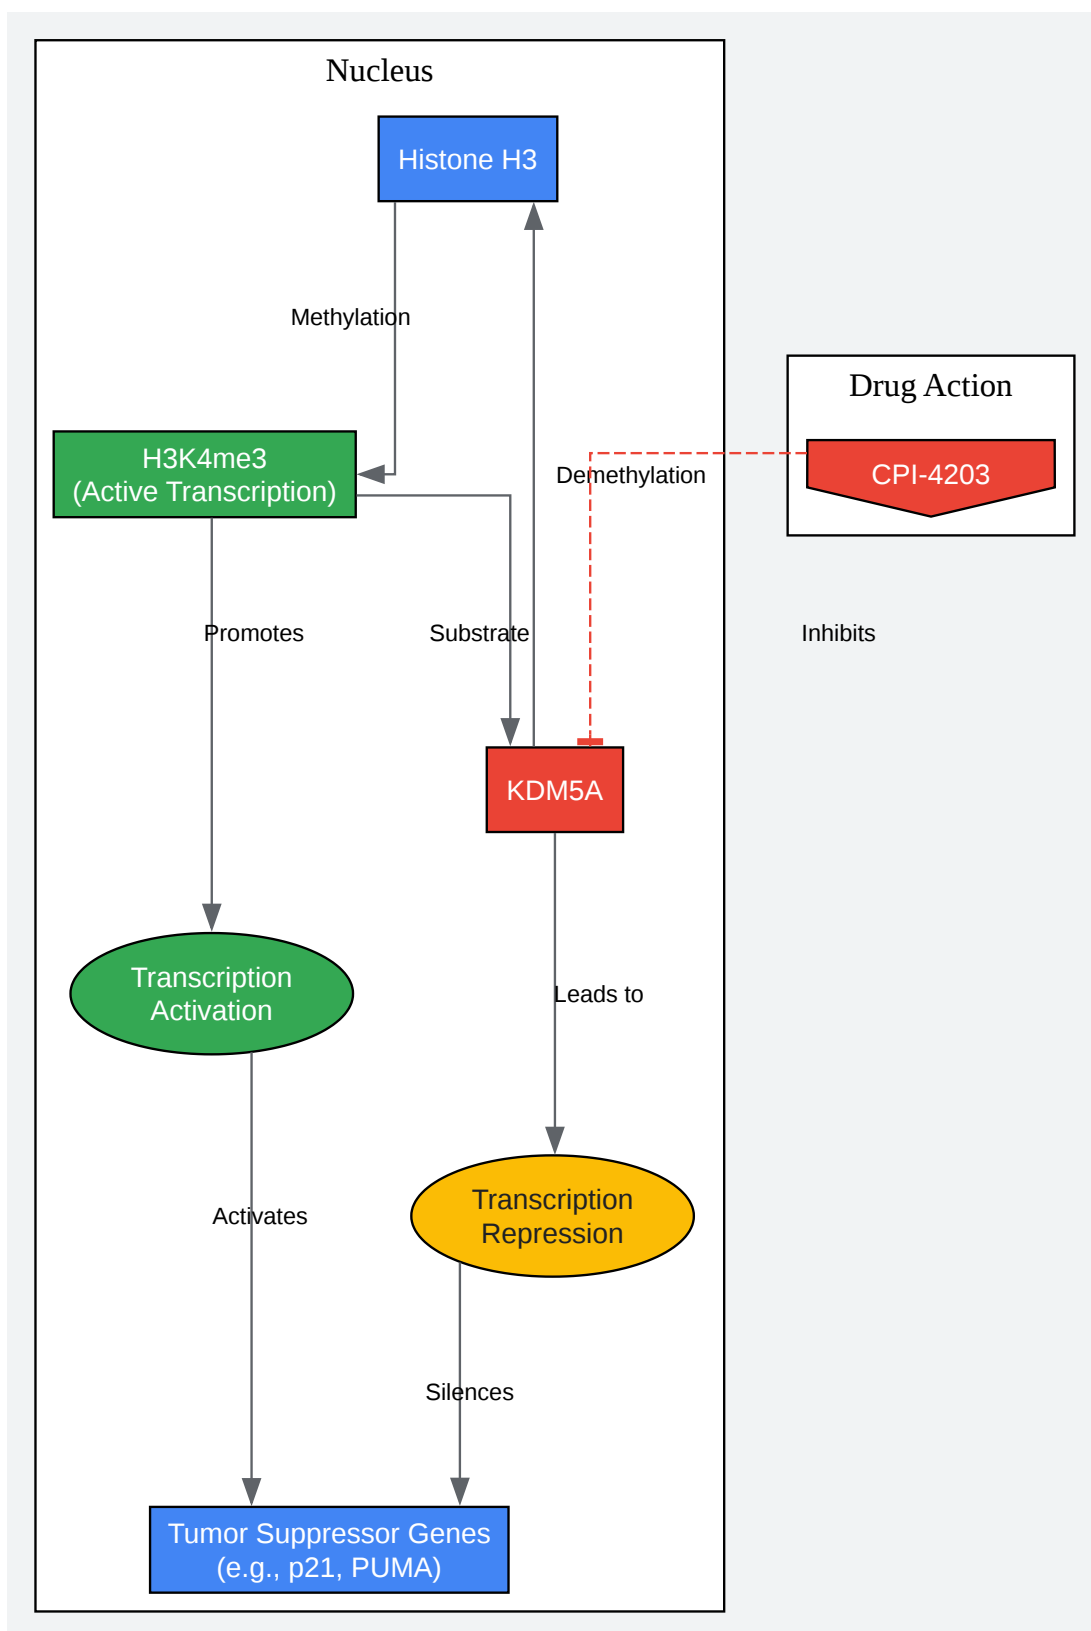 Nucleus
Histone H3
Methylation
Drug Action
H3K4me3
(Active Transcription)
Demethylation
CPI-4203
Promotes
Substrate
Inhibits
KDM5A
Transcription
Activation
Leads to
Transcription
Repression
Activates
Silences
Tumor Suppressor Genes
(e.g., p21, PUMA)